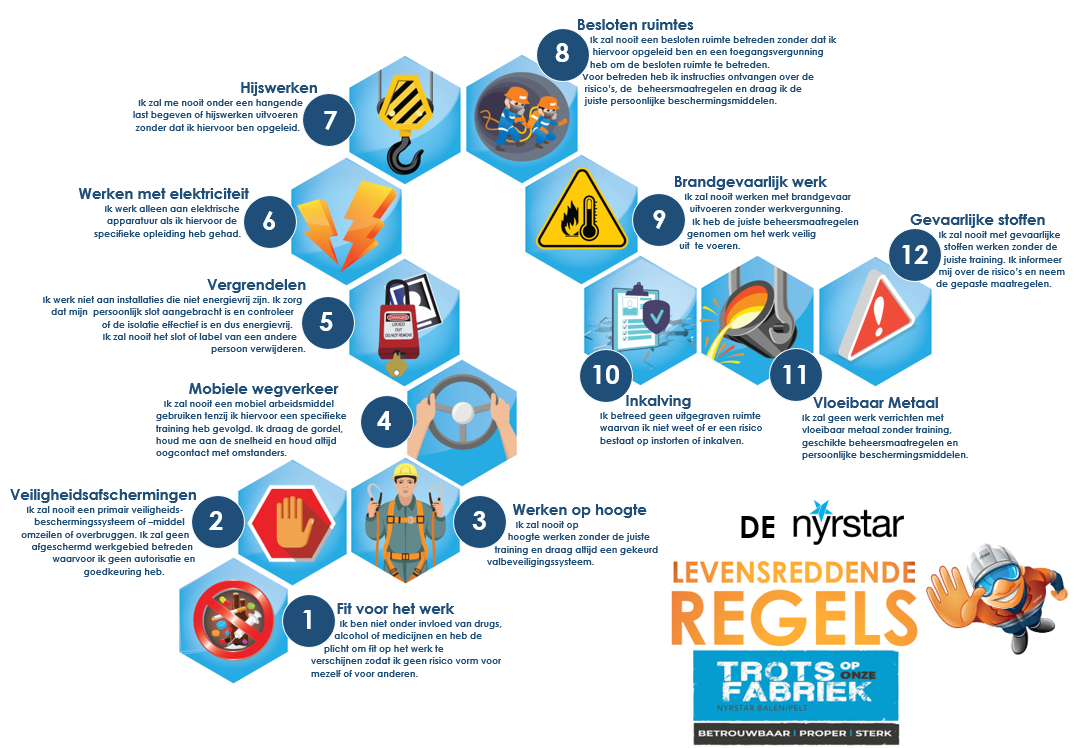 8
Besloten ruimtes
Ik zal nooit een besloten ruimte betreden zonder dat ik
hiervoor opgeleid ben en een toegangsvergunning
heb om de besloten ruimte te betreden.
Voor betreden heb ik instructies ontvangen over de
risico's, de beheersmaatregelen en draag ik de
juiste persoonlijke beschermingsmiddelen.
7
Hijswerken
Ik zal me nooit onder een hangende
last begeven of hijswerken uitvoeren
zonder dat ik hiervoor ben opgeleid.
6
Werken met elektriciteit
Ik werk alleen aan elektrische
apparatuur als ik hiervoor de
specifieke opleiding heb gehad.
9
Brandgevaarlijk werk
Ik zal nooit werken met brandgevaar
uitvoeren zonder werkvergunning.
Ik heb de juiste beheersmaatregelen
genomen om het werk veilig
uit te voeren.
12
Gevaarlijke stoffen
Ik zal nooit met gevaarlijke
stoffen werken zonder de
juiste training. Ik informeer
mij over de risico's en neem
de gepaste maatregelen.
5
Vergrendelen
Ik werk niet aan installaties die niet energievrij zijn. Ik zorg
dat mijn persoonlijk slot aangebracht is en controleer
of de isolatie effectief is en dus energievrij.
Ik zal nooit het slot of label van een andere
persoon verwijderen.
DANGER
LOCKED
OUT
DO NOT REMOVE
4
Mobiele wegverkeer
Ik zal nooit een mobiel arbeidsmiddel
gebruiken tenzij ik hiervoor een specifieke
training heb gevolgd. Ik draag de gordel,
houd me aan de snelheid en houd altijd
oogcontact met omstanders.
10
Inkalving
Ik betreed geen uitgegraven ruimte
waarvan ik niet weet of er een risico
bestaat op instorten of inkalven.
11
Vloeibaar Metaal
Ik zal geen werk verrichten met
vloeibaar metaal zonder training,
geschikte beheersmaatregelen en
persoonlijke beschermingsmiddelen.
2
Veiligheidsafschermingen
Ik zal nooit een primair veiligheids-
beschermingssysteem of –middel
omzeilen of overbruggen. Ik zal geen
afgeschermd werkgebied betreden
waarvoor ik geen autorisatie en
goedkeuring heb.
3
Werken op hoogte
Ik zal nooit op
hoogte werken zonder de juiste
training en draag altijd een gekeurd
valbeveiligingssysteem.
1
Fit voor het werk
Ik ben niet onder invloed van drugs,
alcohol of medicijnen en heb de
plicht om fit op het werk te
verschijnen zodat ik geen risico vorm voor
mezelf of voor anderen.
DE nyrstar
LEVENSREDDENDE
REGELS
TROTS OP ONZE
FABRIEK
NYRSTAR BALEN/PELT
BETROUWBAAR | PROPER | STERK